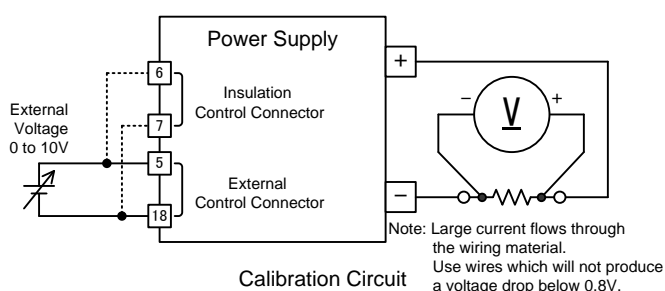 Power Supply
6
Insulation
Control Connector
7
External
Voltage
0 to 10V
5
External
Control Connector
18
+
−
− V +
Note: Large current flows through
the wiring material.
Use wires which will not produce
a voltage drop below 0.8V.
Calibration Circuit